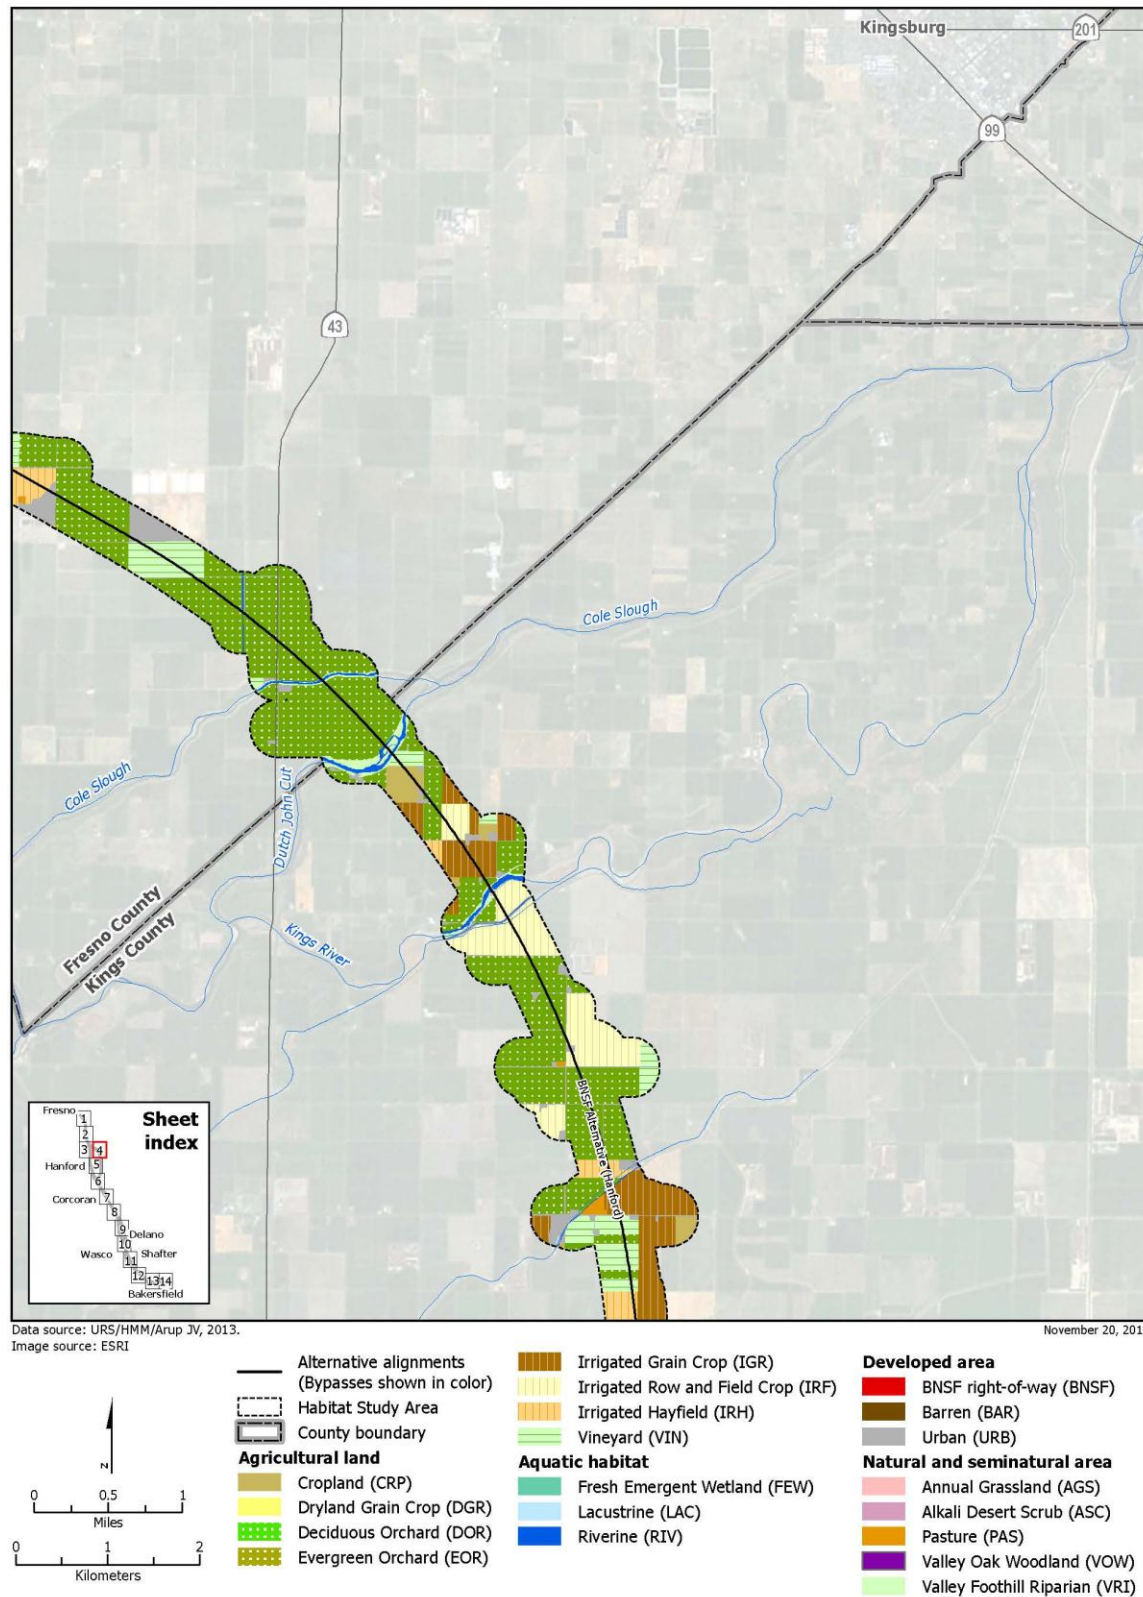 Kingsburg
201
99
43
Cole Slough
Cole Slough
Dutch John Cut
Fresno County
Kings County
Kings River
BNSF Alternative (Hanford)
Sheet
index
Fresno
1
2
3
4
Hanford
5
6
Corcoran
7
8
9
Delano
10
Wasco
Shafter
11
12
13
14
Bakersfield
Data source: URS/HMM/Arup JV, 2013.
Image source: ESRI
November 20, 201
Alternative alignments
(Bypasses shown in color)
Habitat Study Area
County boundary
Agricultural land
Cropland (CRP)
Dryland Grain Crop (DGR)
Deciduous Orchard (DOR)
Evergreen Orchard (EOR)
Irrigated Grain Crop (IGR)
Irrigated Row and Field Crop (IRF)
Irrigated Hayfield (IRH)
Vineyard (VIN)
Aquatic habitat
Fresh Emergent Wetland (FEW)
Lacustrine (LAC)
Riverine (RIV)
Developed area
BNSF right-of-way (BNSF)
Barren (BAR)
Urban (URB)
Natural and seminatural area
Annual Grassland (AGS)
Alkali Desert Scrub (ASC)
Pasture (PAS)
Valley Oak Woodland (VOW)
Valley Foothill Riparian (VRI)
N
0 0.5 1
Miles
0 1 2
Kilometers